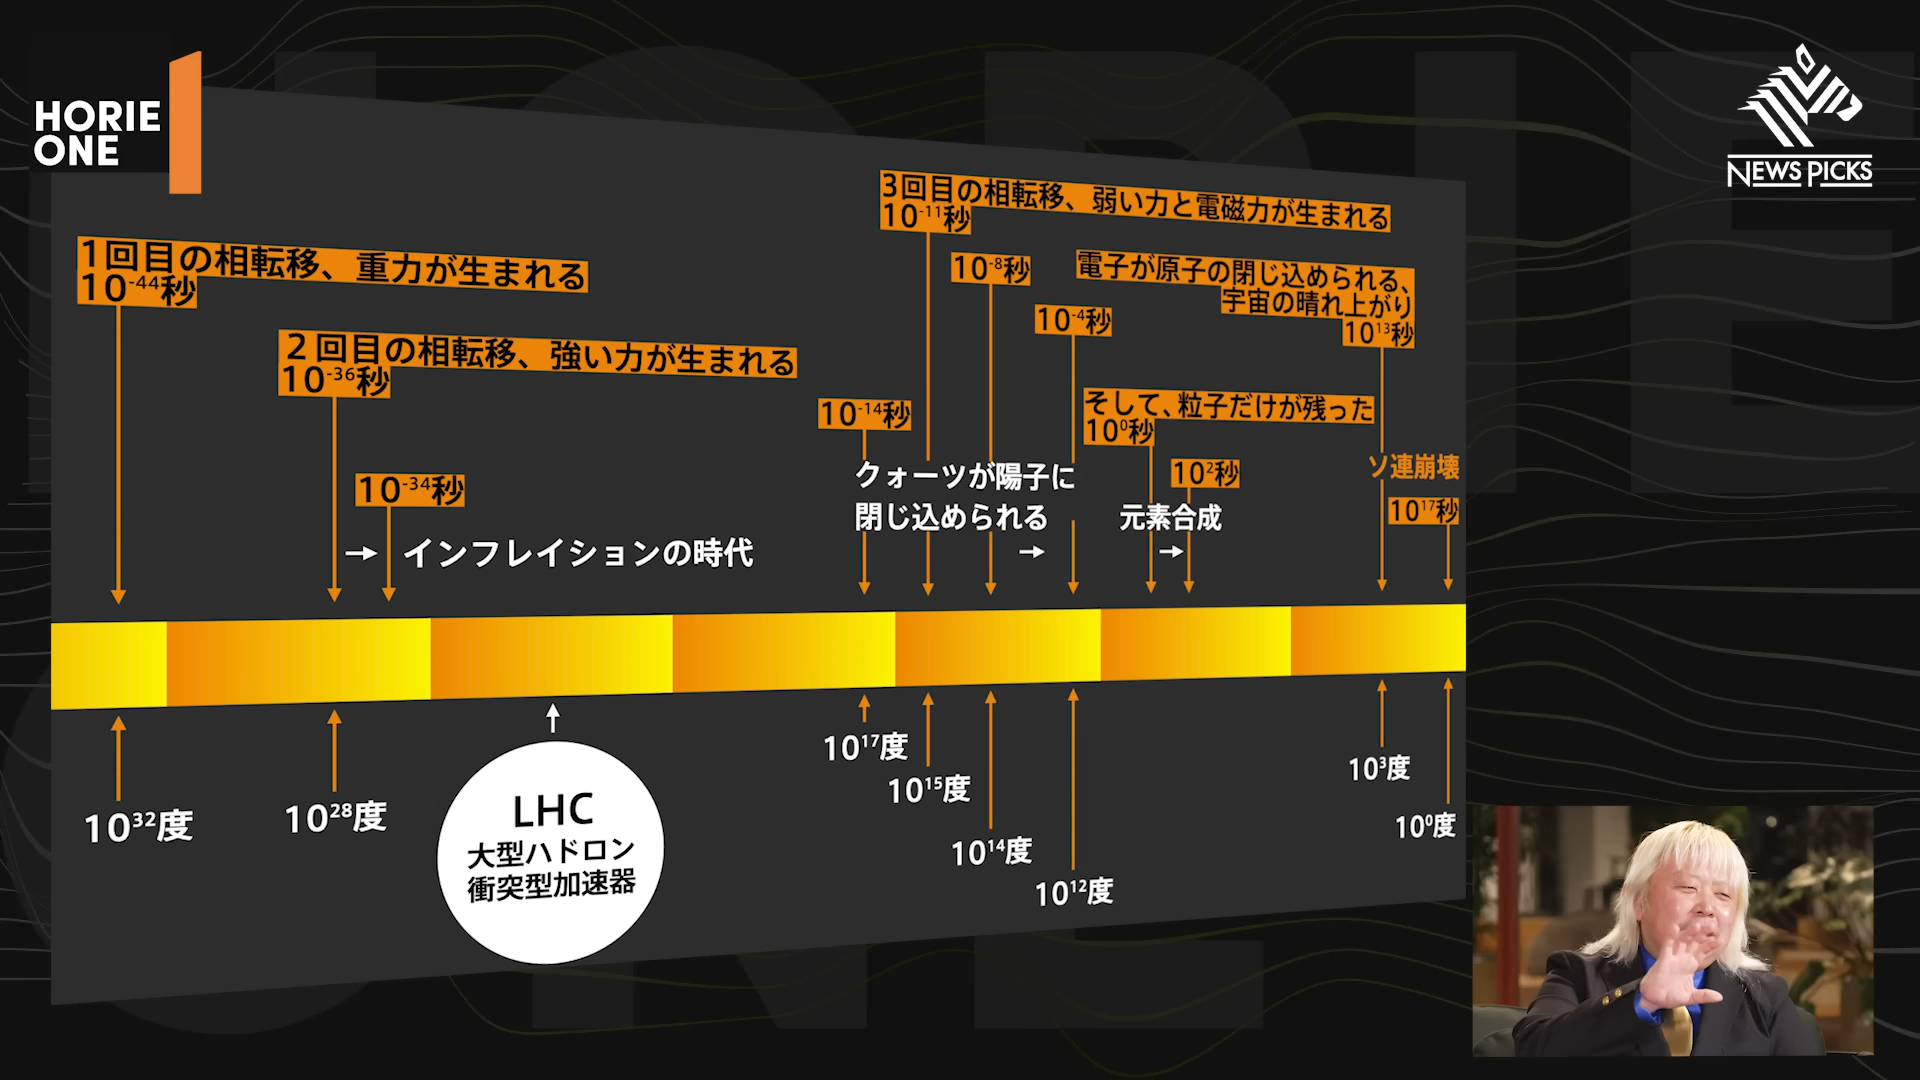 HORIE
ONE
NEWSPICKS
1回目の相転移、重力が生まれる
10⁻⁴⁴秒
2回目の相転移、強い力が生まれる
10⁻³⁶秒
10⁻³⁴秒
→ インフレイションの時代
3回目の相転移、弱い力と電磁力が生まれる
10⁻¹¹秒
10⁻⁸秒
10⁻⁴秒
10⁻¹⁴秒
クォーツが陽子に
閉じ込められる
→
電子が原子の閉じ込められる、
宇宙の晴れ上がり
10¹³秒
そして、粒子だけが残った
10⁰秒
10²秒
元素合成
→
ソ連崩壊
10¹⁷秒
10³²度
10²⁸度
LHC
大型ハドロン
衝突型加速器
10¹⁷度
10¹⁵度
10¹⁴度
10¹²度
10³度
10⁰度